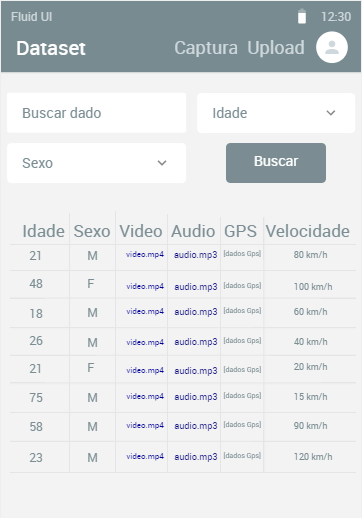 Fluid UI 12:30
Dataset Captura Upload
Buscar dado Idade
Sexo Buscar
Idade Sexo Video Audio GPS Velocidade
21 M video.mp4 audio.mp3 [dados Gps] 80 km/h
48 F video.mp4 audio.mp3 [dados Gps] 100 km/h
18 M video.mp4 audio.mp3 [dados Gps] 60 km/h
26 M video.mp4 audio.mp3 [dados Gps] 40 km/h
21 F video.mp4 audio.mp3 [dados Gps] 20 km/h
75 M video.mp4 audio.mp3 [dados Gps] 15 km/h
58 M video.mp4 audio.mp3 [dados Gps] 90 km/h
23 M video.mp4 audio.mp3 [dados Gps] 120 km/h